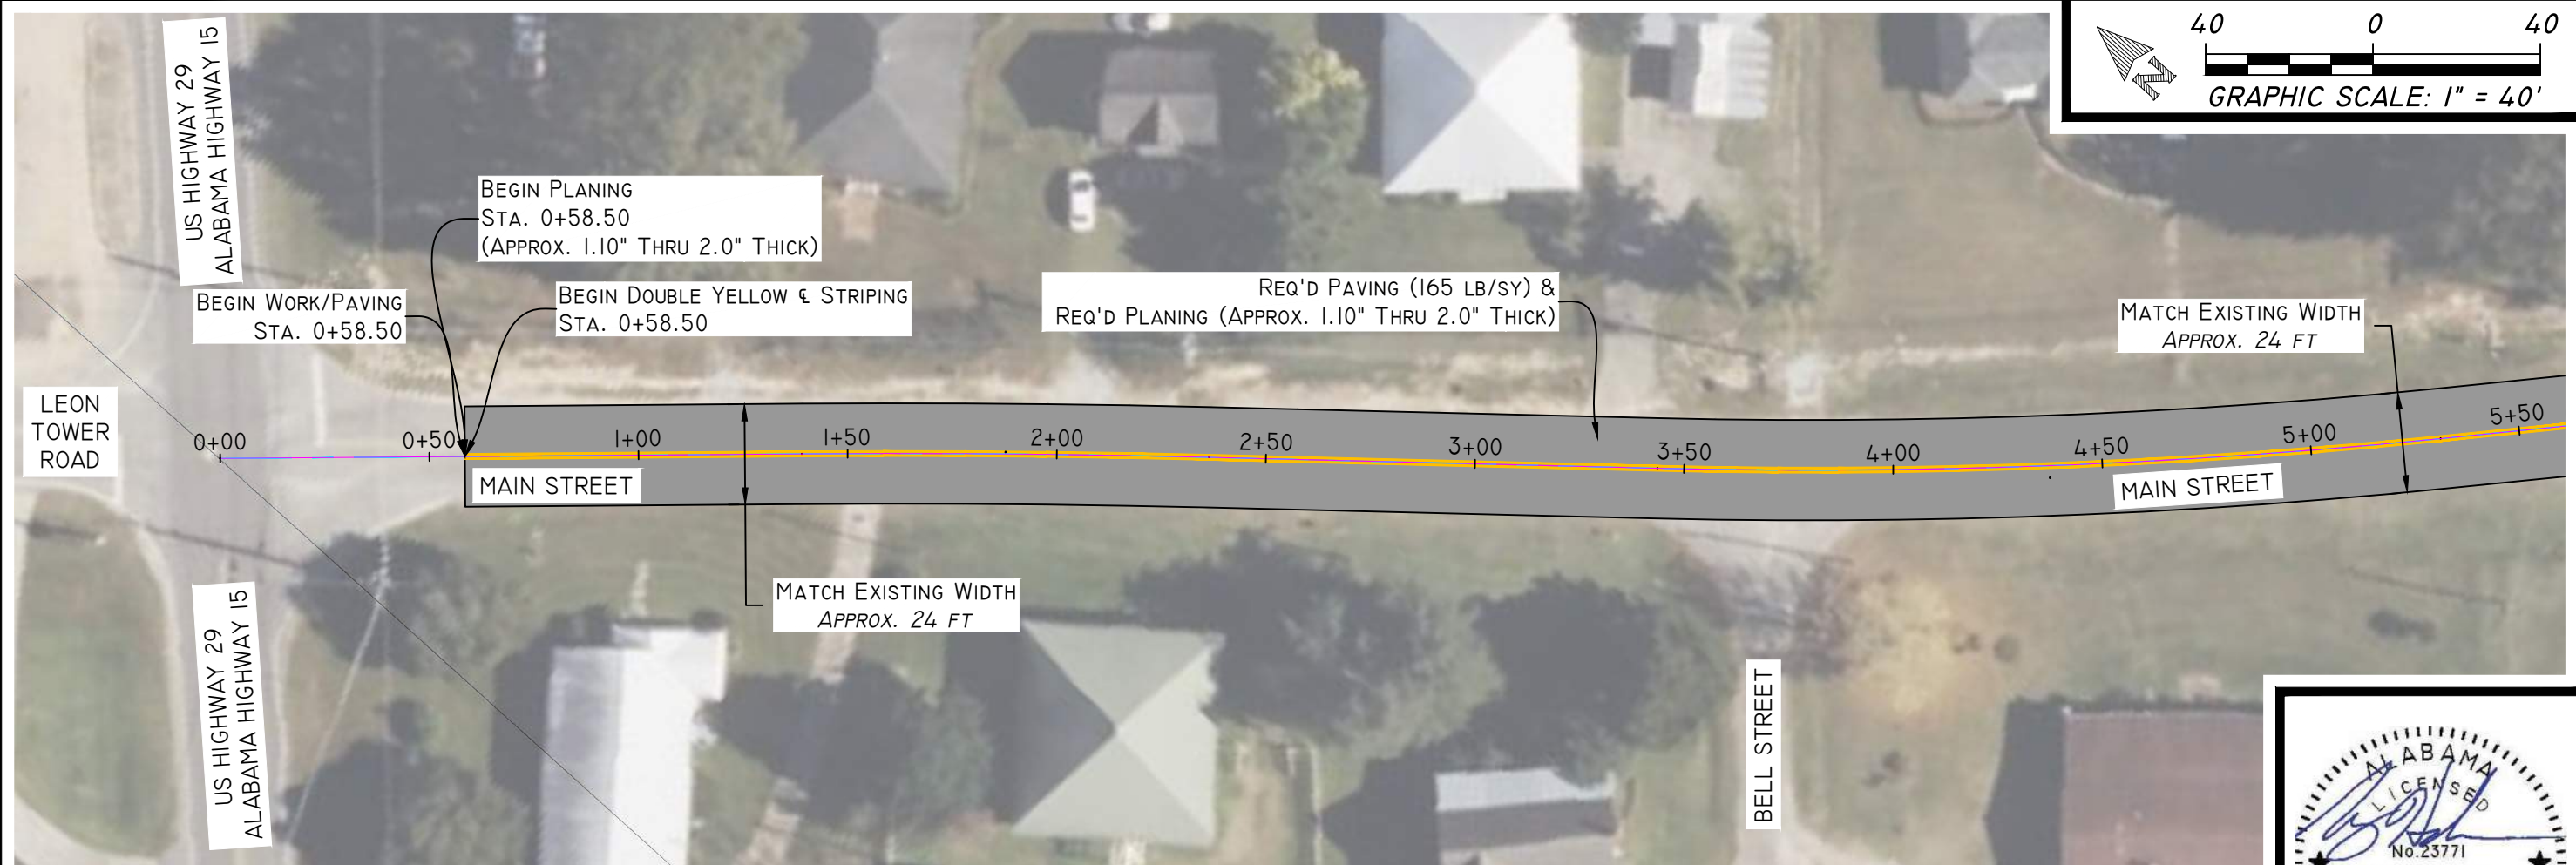 US HIGHWAY 29
ALABAMA HIGHWAY 15
40 0 40
N
GRAPHIC SCALE: 1" = 40'
BEGIN PLANING
STA. 0+58.50
(APPROX. 1.10" THRU 2.0" THICK)
BEGIN WORK/PAVING
STA. 0+58.50
BEGIN DOUBLE YELLOW ℄ STRIPING
STA. 0+58.50
REQ'D PAVING (165 LB/SY) &
REQ'D PLANING (APPROX. 1.10" THRU 2.0" THICK)
MATCH EXISTING WIDTH
APPROX. 24 FT
LEON
TOWER
ROAD
0+00 0+50 1+00 1+50 2+00 2+50 3+00 3+50 4+00 4+50 5+00 5+50
MAIN STREET
MAIN STREET
MATCH EXISTING WIDTH
APPROX. 24 FT
US HIGHWAY 29
ALABAMA HIGHWAY 15
BELL STREET
ALABAMA
LICENSED
No.23771